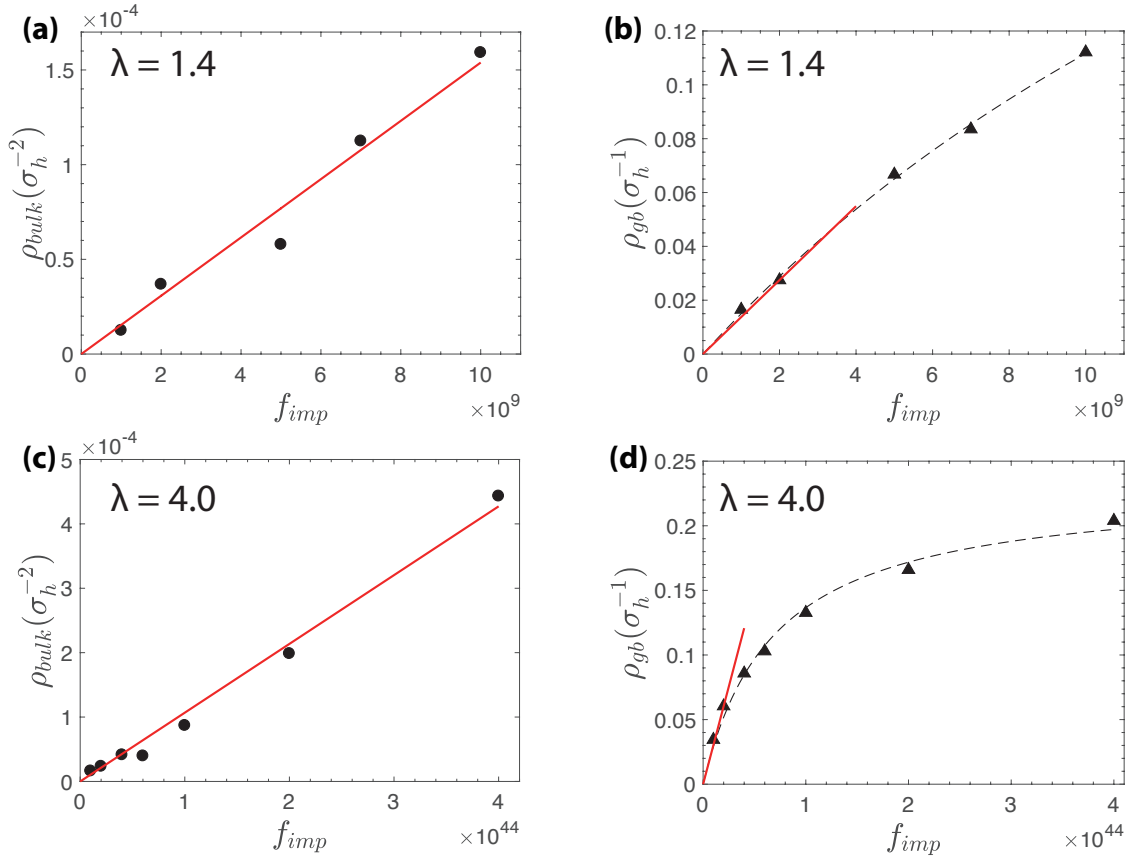 (a)
×10⁻⁴
λ = 1.4
1.5
1
0.5
0
ρ_bulk(σ_h⁻²)
0 2 4 6 8 10
f_imp
×10⁹
(b)
λ = 1.4
0.12
0.1
0.08
0.06
0.04
0.02
0
ρ_gb(σ_h⁻¹)
0 2 4 6 8 10
f_imp
×10⁹
(c)
×10⁻⁴
λ = 4.0
5
4
3
2
1
0
ρ_bulk(σ_h⁻²)
0 1 2 3 4
f_imp
×10⁴⁴
(d)
λ = 4.0
0.25
0.2
0.15
0.1
0.05
0
ρ_gb(σ_h⁻¹)
0 1 2 3 4
f_imp
×10⁴⁴